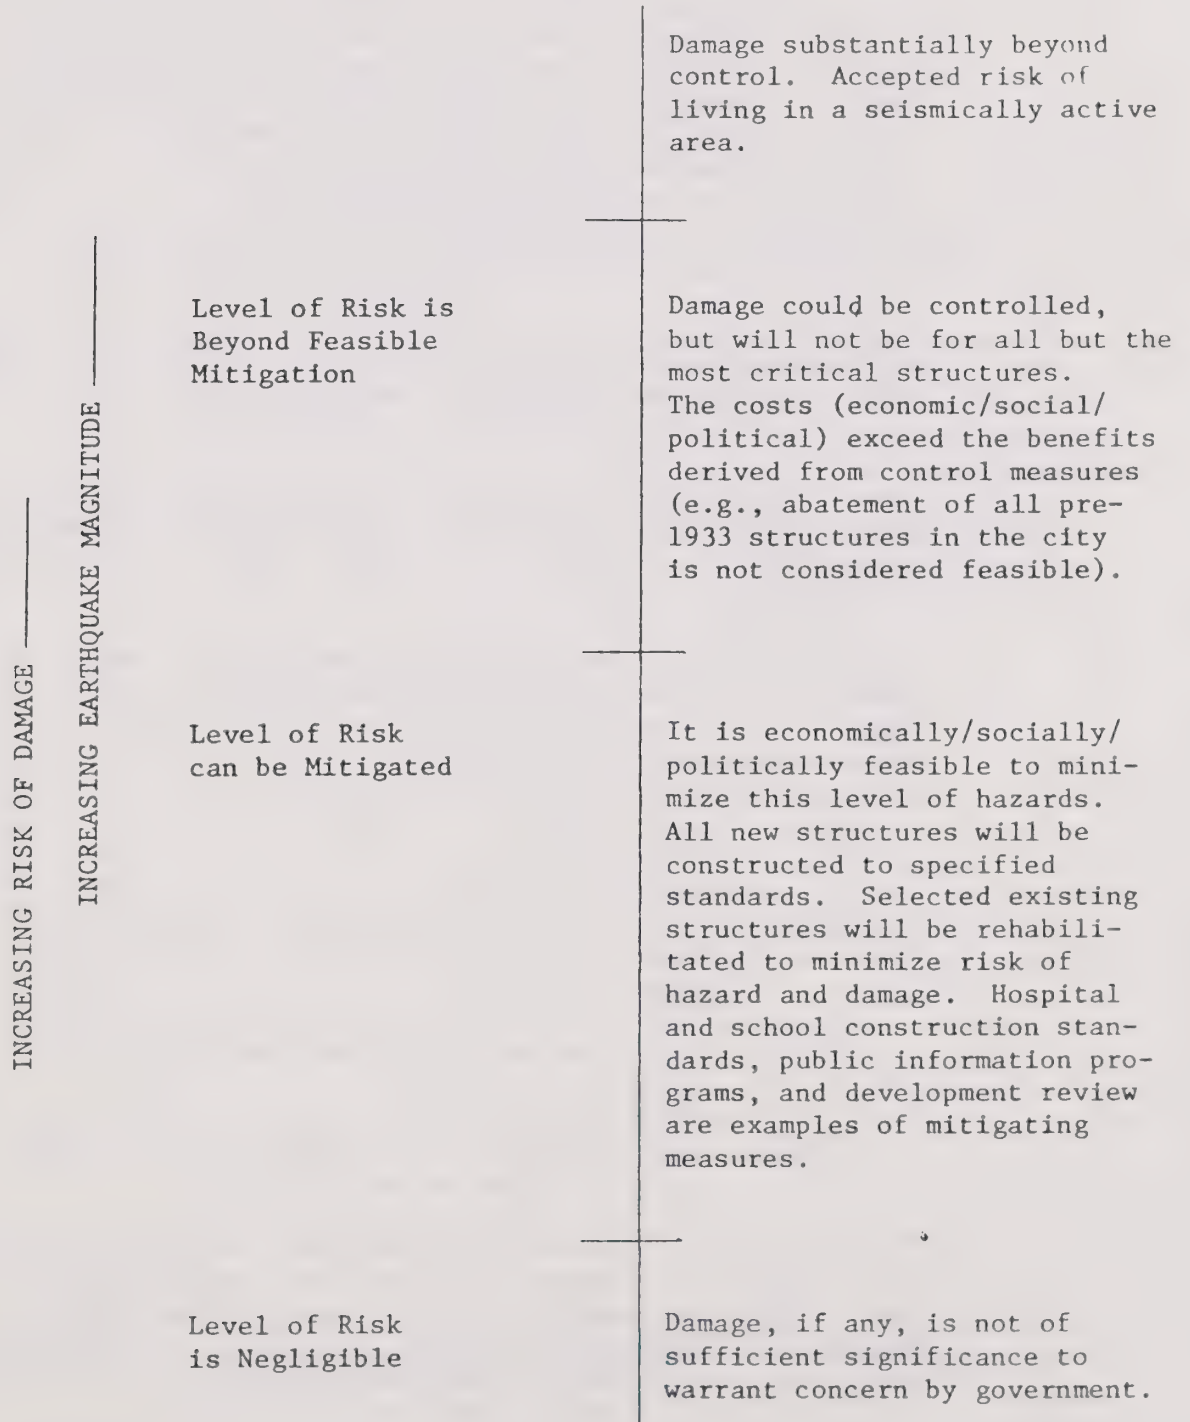 INCREASING RISK OF DAMAGE
INCREASING EARTHQUAKE MAGNITUDE
Damage substantially beyond
control.  Accepted risk of
living in a seismically active
area.
Level of Risk is
Beyond Feasible
Mitigation
Damage could be controlled,
but will not be for all but the
most critical structures.
The costs (economic/social/
political) exceed the benefits
derived from control measures
(e.g., abatement of all pre-
1933 structures in the city
is not considered feasible).
Level of Risk
can be Mitigated
It is economically/socially/
politically feasible to mini-
mize this level of hazards.
All new structures will be
constructed to specified
standards.  Selected existing
structures will be rehabili-
tated to minimize risk of
hazard and damage.  Hospital
and school construction stan-
dards, public information pro-
grams, and development review
are examples of mitigating
measures.
Level of Risk
is Negligible
Damage, if any, is not of
sufficient significance to
warrant concern by government.